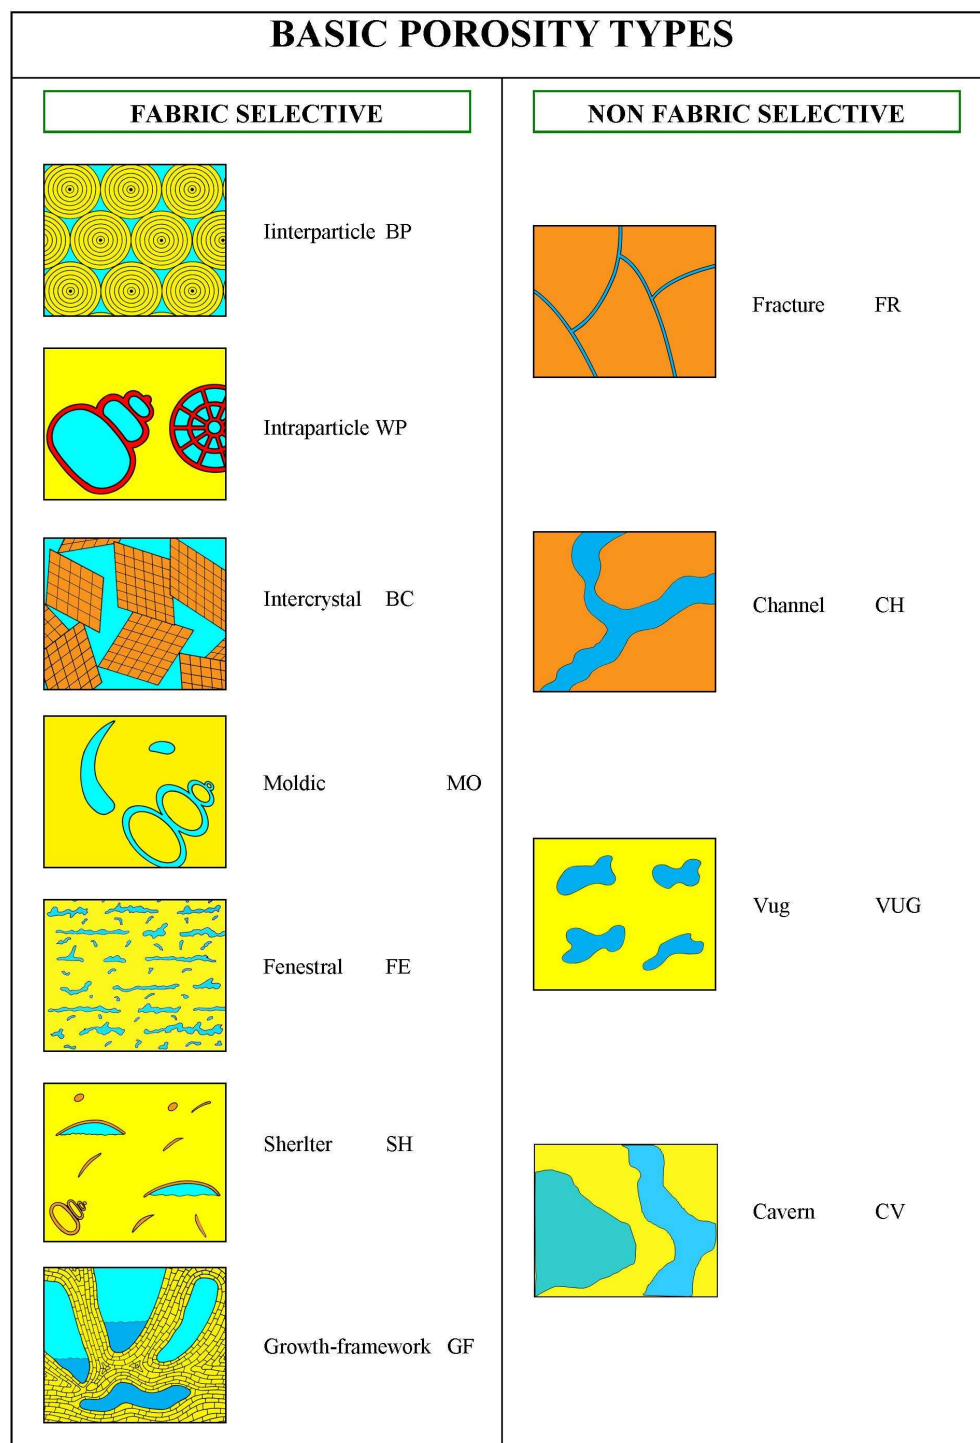 BASIC POROSITY TYPES
FABRIC SELECTIVE
Iinterparticle BP
Intraparticle WP
Intercrystal BC
Moldic MO
Fenestral FE
Sherlter SH
Growth-framework GF
NON FABRIC SELECTIVE
Fracture FR
Channel CH
Vug VUG
Cavern CV